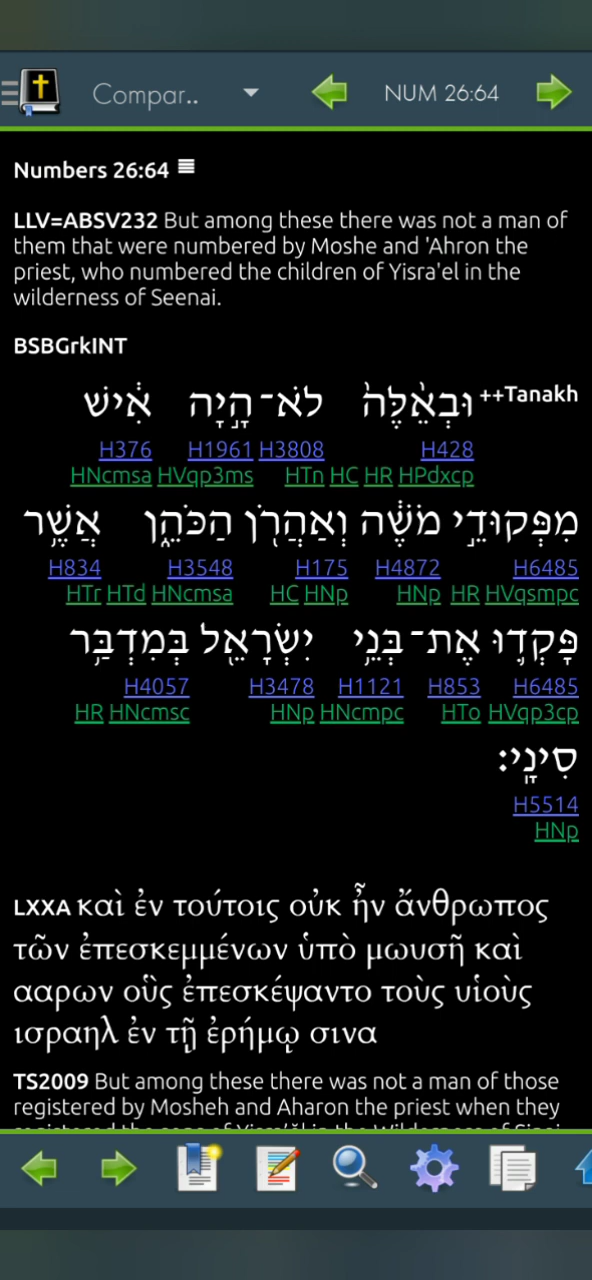 Compar..
NUM 26:64
Numbers 26:64
LLV=ABSV232 But among these there was not a man of
them that were numbered by Moshe and 'Ahron the
priest, who numbered the children of Yisra'el in the
wilderness of Seenai.
BSBGrkINT
++Tanakh וּבְאֵ֙לֶּה֙ לֹא־הָ֣יָה אִ֔ישׁ
H376 H1961 H3808 H428
HNcmsa HVqp3ms HTn HC HR HPdxcp
מִפְּקוּדֵ֣י מֹשֶׁ֔ה וְאַהֲרֹ֖ן הַכֹּהֵ֑ן אֲשֶׁ֥ר
H834 H3548 H175 H4872 H6485
HTr HTd HNcmsa HC HNp HNp HR HVqsmpc
פָּקְד֛וּ אֶת־בְּנֵ֥י יִשְׂרָאֵ֖ל בְּמִדְבַּ֥ר
H4057 H3478 H1121 H853 H6485
HR HNcmsc HNp HNcmpc HTo HVqp3cp
סִינָֽי׃
H5514
HNp
LXXA καὶ ἐν τούτοις οὐκ ἦν ἄνθρωπος
τῶν ἐπεσκεμμένων ὑπὸ μωυσῆ καὶ
ααρων οὓς ἐπεσκέψαντο τοὺς υἱοὺς
ισραηλ ἐν τῇ ἐρήμῳ σινα
TS2009 But among these there was not a man of those
registered by Mosheh and Aharon the priest when they